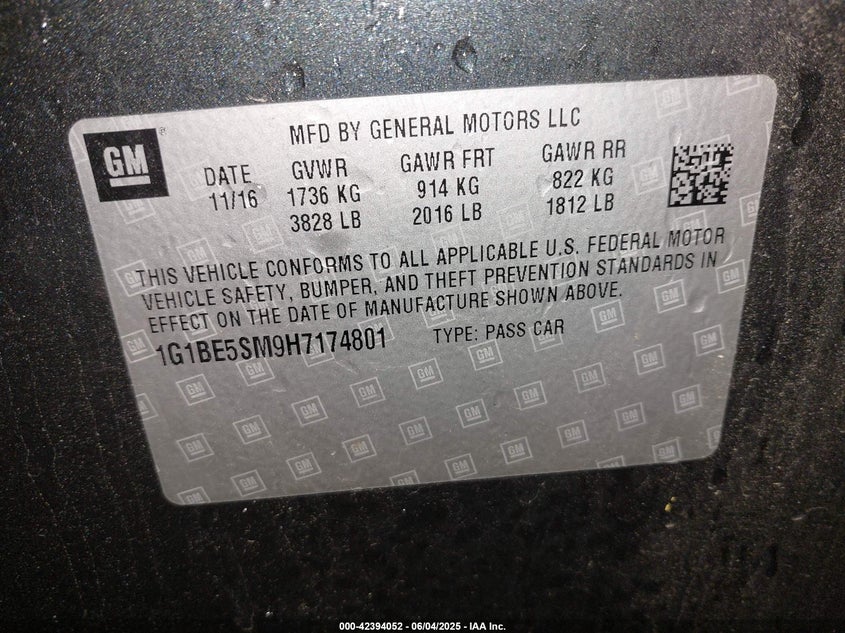 MFD BY GENERAL MOTORS LLC
GM
DATE GVWR GAWR FRT GAWR RR
11/16 1736 KG 914 KG 822 KG
3828 LB 2016 LB 1812 LB
THIS VEHICLE CONFORMS TO ALL APPLICABLE U.S. FEDERAL MOTOR
VEHICLE SAFETY, BUMPER, AND THEFT PREVENTION STANDARDS IN
EFFECT ON THE DATE OF MANUFACTURE SHOWN ABOVE.
1G1BE5SM9H7174801 TYPE: PASS CAR
000-42394052 - 06/04/2025 - IAA Inc.